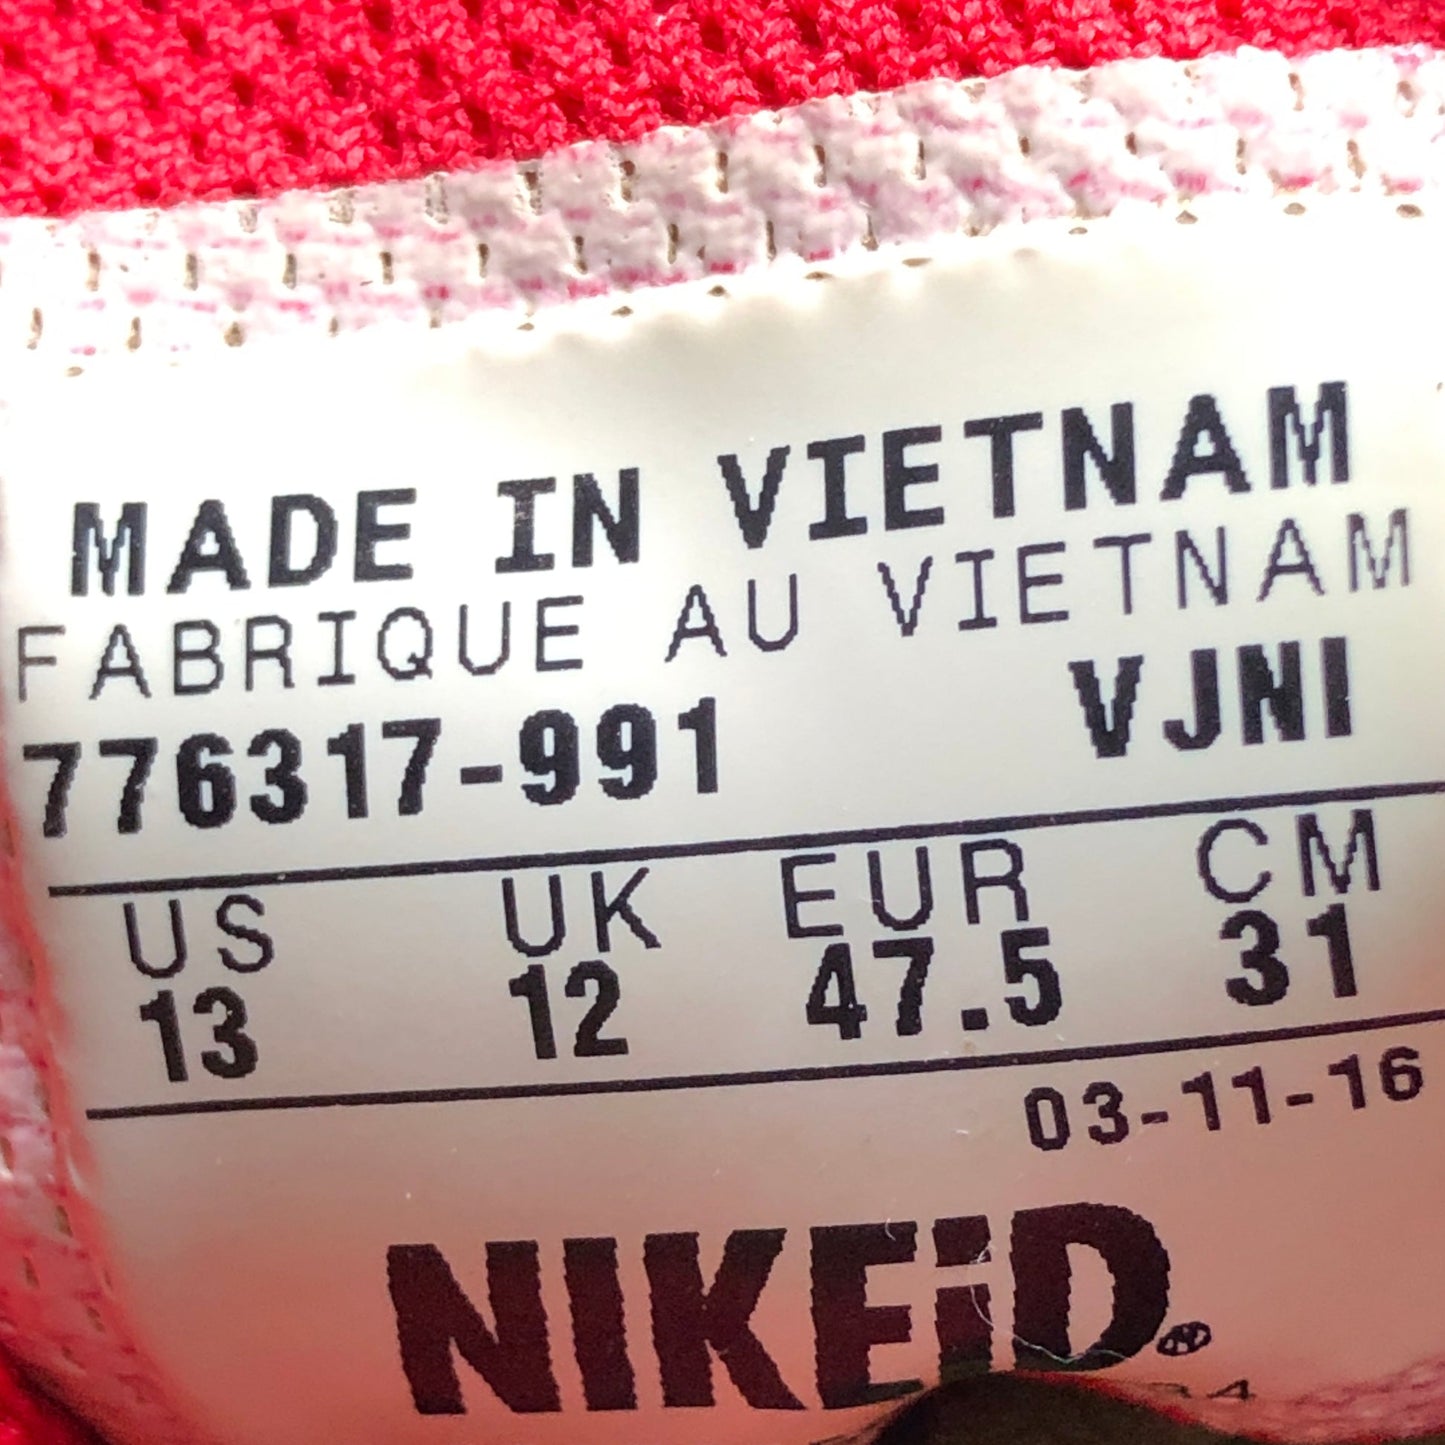 MADE IN VIETNAM
FABRIQUE AU VIETNAM
776317-991 VJNI
US UK EUR CM
13 12 47.5 31
03-11-16
NIKEiD®